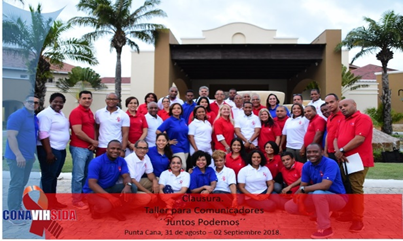 CONAVIHSIDA
Clausura
Taller para Comunicadores
¨Juntos Podemos¨
Punta Cana, 31 de agosto – 02 Septiembre 2018.